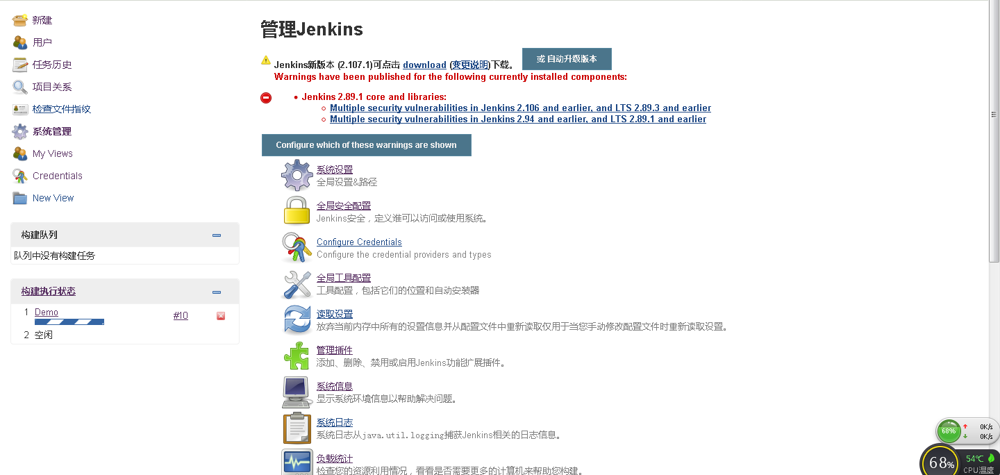 新建
用户
任务历史
项目关系
检查文件指纹
系统管理
My Views
Credentials
New View
构建队列
队列中没有构建任务
构建执行状态
1 Demo #10
2 空闲
管理Jenkins
Jenkins新版本 (2.107.1)可点击 download (变更说明)下载。 或 自动升级版本
Warnings have been published for the following currently installed components:
• Jenkins 2.89.1 core and libraries:
Multiple security vulnerabilities in Jenkins 2.106 and earlier, and LTS 2.89.3 and earlier
Multiple security vulnerabilities in Jenkins 2.94 and earlier, and LTS 2.89.1 and earlier
Configure which of these warnings are shown
系统设置
全局设置&路径
全局安全配置
Jenkins安全，定义谁可以访问或使用系统。
Configure Credentials
Configure the credential providers and types
全局工具配置
工具配置，包括它们的位置和自动安装器
读取设置
放弃当前内存中所有的设置信息并从配置文件中重新读取仅用于当您手动修改配置文件时重新读取设置。
管理插件
添加、删除、禁用或启用Jenkins功能扩展插件。
系统信息
显示系统环境信息以帮助解决问题。
系统日志
系统日志从java.util.logging捕获Jenkins相关的日志信息。
负载统计
检查您的资源利用情况，看看是否需要更多的计算机来帮助您构建。
68% 0K/s
0K/s
68% 54℃
CPU温度